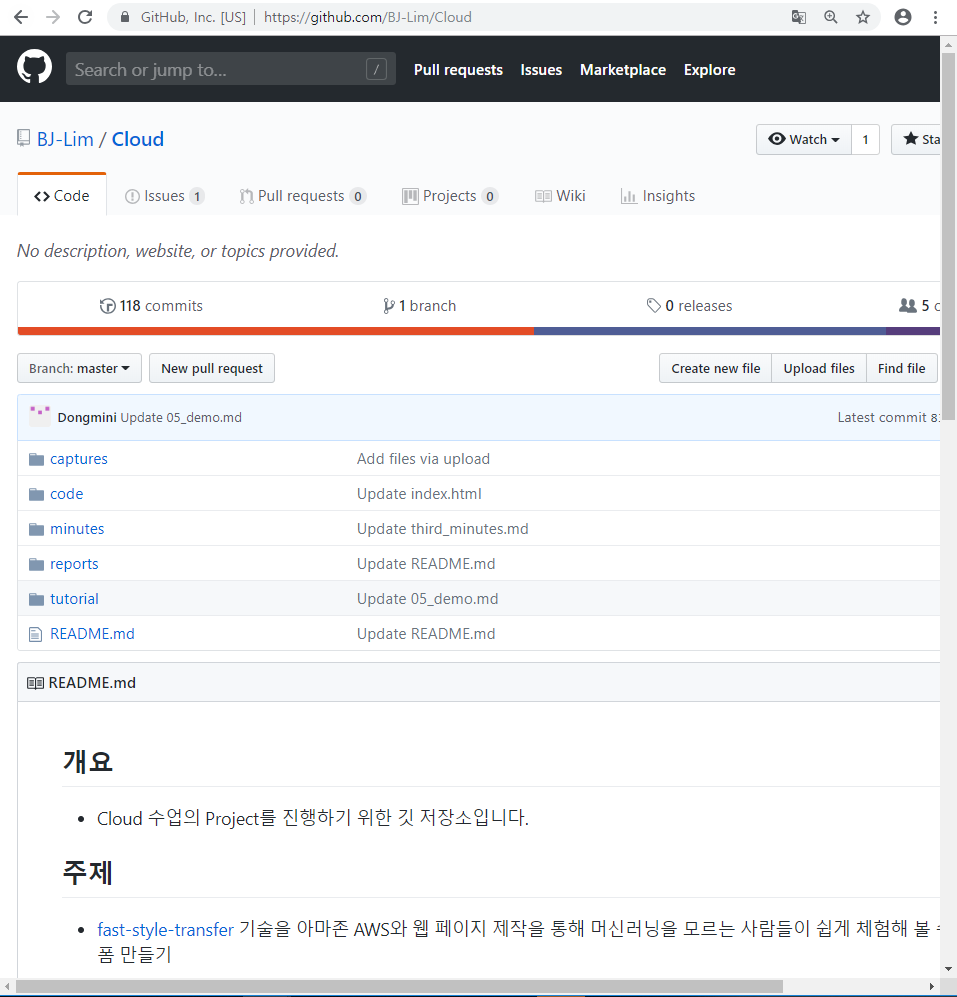 GitHub, Inc. [US] | https://github.com/BJ-Lim/Cloud
Search or jump to... / Pull requests Issues Marketplace Explore
BJ-Lim / Cloud Watch 1 Sta
Code Issues 1 Pull requests 0 Projects 0 Wiki Insights
No description, website, or topics provided.
118 commits 1 branch 0 releases 5 c
Branch: master New pull request Create new file Upload files Find file
Dongmini Update 05_demo.md Latest commit 8
captures Add files via upload
code Update index.html
minutes Update third_minutes.md
reports Update README.md
tutorial Update 05_demo.md
README.md Update README.md
README.md
개요
• Cloud 수업의 Project를 진행하기 위한 깃 저장소입니다.
주제
• fast-style-transfer 기술을 아마존 AWS와 웹 페이지 제작을 통해 머신러닝을 모르는 사람들이 쉽게 체험해 볼
폼 만들기